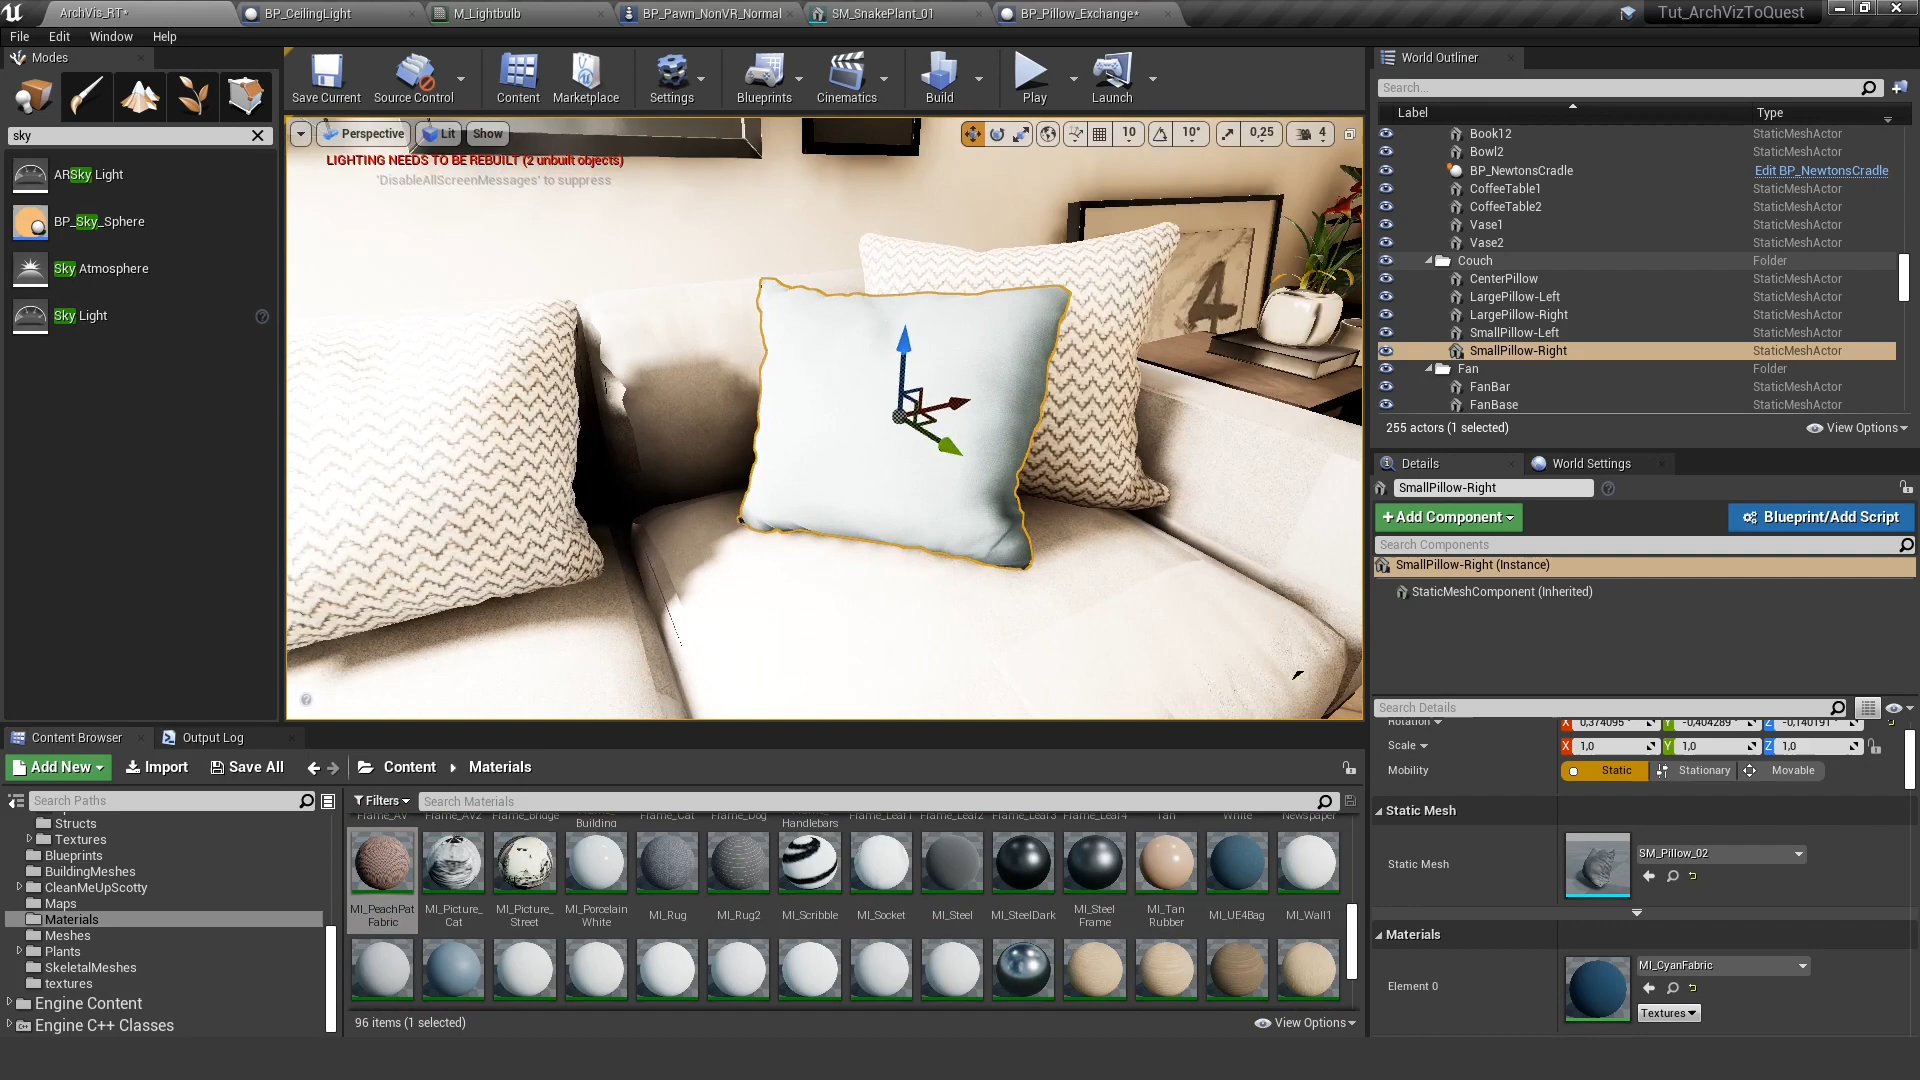 ArchVis_RT*
BP_CeilingLight
M_Lightbulb
BP_Pawn_NonVR_Normal
SM_SnakePlant_01
BP_Pillow_Exchange*
Tut_ArchVizToQuest
File Edit Window Help
Modes
sky
ARSky Light
BP_Sky_Sphere
Sky Atmosphere
Sky Light
Save Current
Source Control
Content
Marketplace
Settings
Blueprints
Cinematics
Build
Play
Launch
Perspective
Lit
Show
10
10°
0,25
4
LIGHTING NEEDS TO BE REBUILT (2 unbuilt objects)
'DisableAllScreenMessages' to suppress
4
World Outliner
Search...
Label Type
Book12 StaticMeshActor
Bowl2 StaticMeshActor
BP_NewtonsCradle Edit BP_NewtonsCradle
CoffeeTable1 StaticMeshActor
CoffeeTable2 StaticMeshActor
Vase1 StaticMeshActor
Vase2 StaticMeshActor
Couch Folder
CenterPillow StaticMeshActor
LargePillow-Left StaticMeshActor
LargePillow-Right StaticMeshActor
SmallPillow-Left StaticMeshActor
SmallPillow-Right StaticMeshActor
Fan Folder
FanBar StaticMeshActor
FanBase StaticMeshActor
255 actors (1 selected)
View Options
Details
World Settings
SmallPillow-Right
+Add Component
Blueprint/Add Script
Search Components
SmallPillow-Right (Instance)
StaticMeshComponent (Inherited)
Search Details
Rotation X 0,374095° Y -0,404289° Z -0,140191°
Scale X 1,0 Y 1,0 Z 1,0
Mobility Static Stationary Movable
Static Mesh
Static Mesh
SM_Pillow_02
Materials
Element 0
MI_CyanFabric
Textures
Content Browser
Output Log
Add New
Import
Save All
Content
Materials
Search Paths
Filters
Search Materials
Structs
Textures
Blueprints
BuildingMeshes
CleanMeUpScotty
Maps
Materials
Meshes
Plants
SkeletalMeshes
textures
Engine Content
Engine C++ Classes
Frame_AV
Frame_AV2
Frame_Bridge
Building
Frame_Cat
Frame_Dog
Handlebars
Frame_Leaf1
Frame_Leaf2
Frame_Leaf3
Frame_Leaf4
Tan
White
Newspaper
MI_PeachPat
Fabric
MI_Picture_
Cat
MI_Picture_
Street
MI_Porcelain
White
MI_Rug
MI_Rug2
MI_Scribble
MI_Socket
MI_Steel
MI_SteelDark
MI_Steel
Frame
MI_Tan
Rubber
MI_UE4Bag
MI_Wall1
96 items (1 selected)
View Options